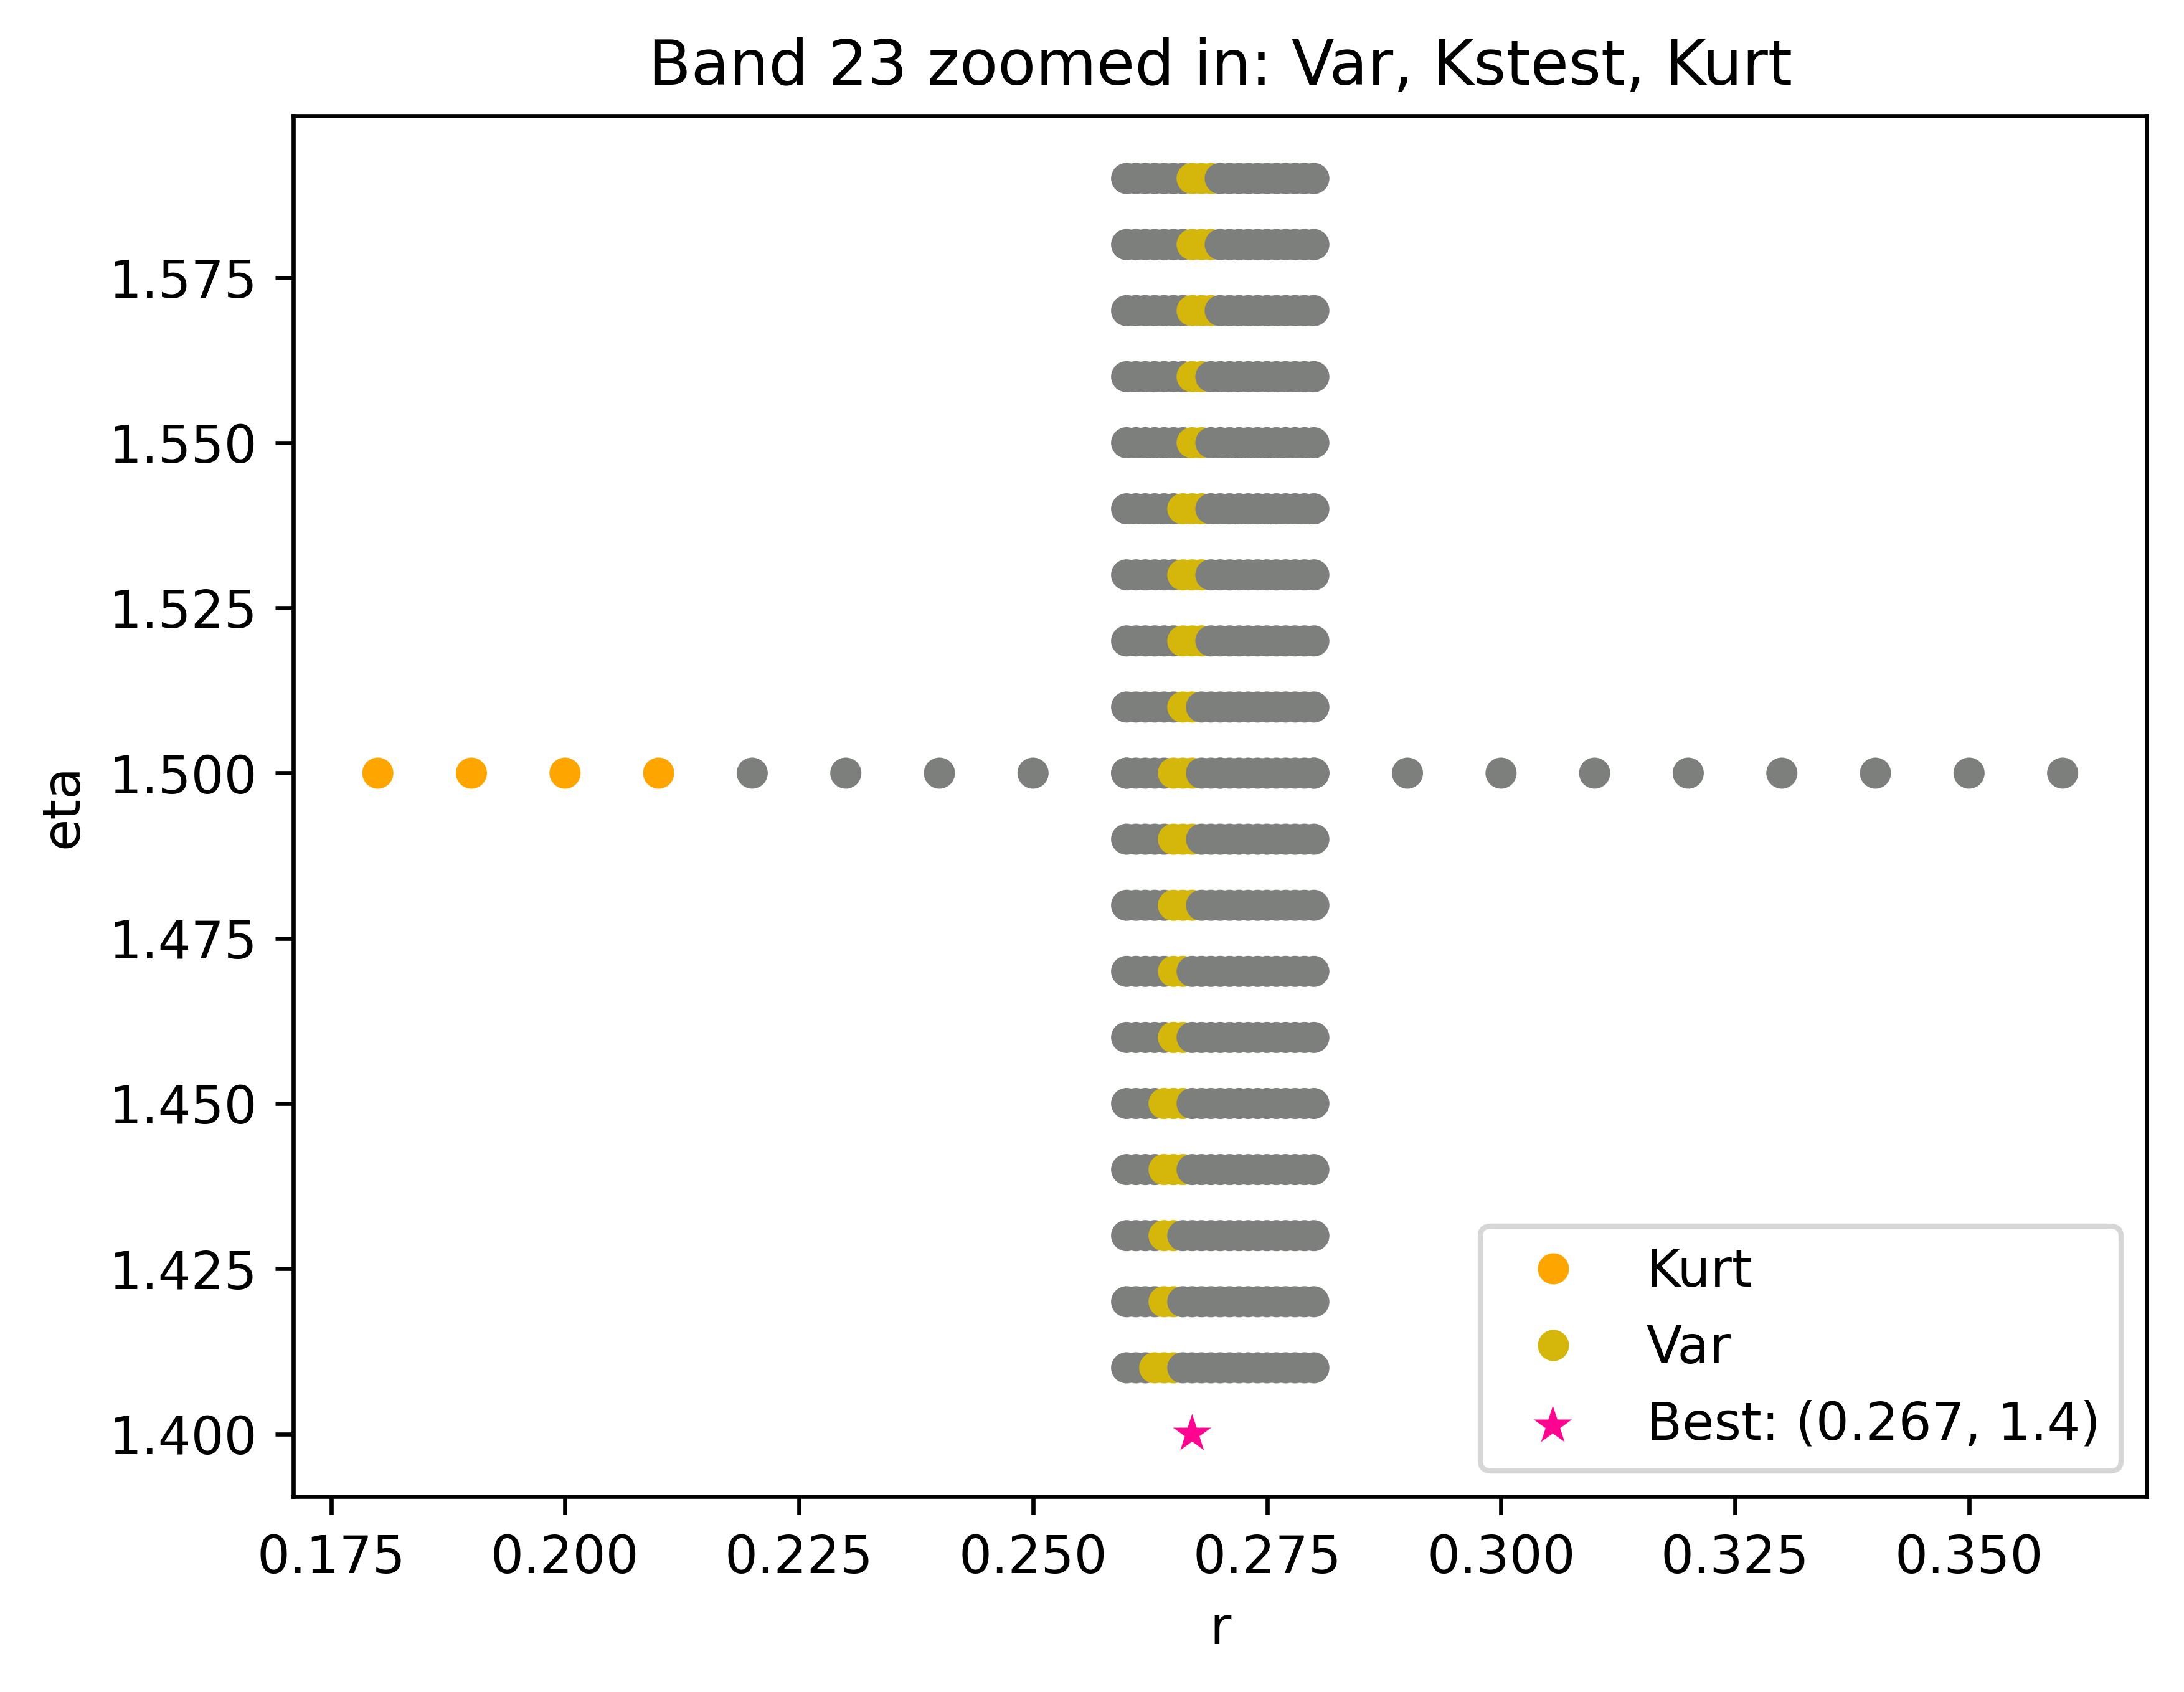 Band 23 zoomed in: Var, Kstest, Kurt
eta
1.575
1.550
1.525
1.500
1.475
1.450
1.425
1.400
Kurt
Var
Best: (0.267, 1.4)
0.175 0.200 0.225 0.250 0.275 0.300 0.325 0.350
r